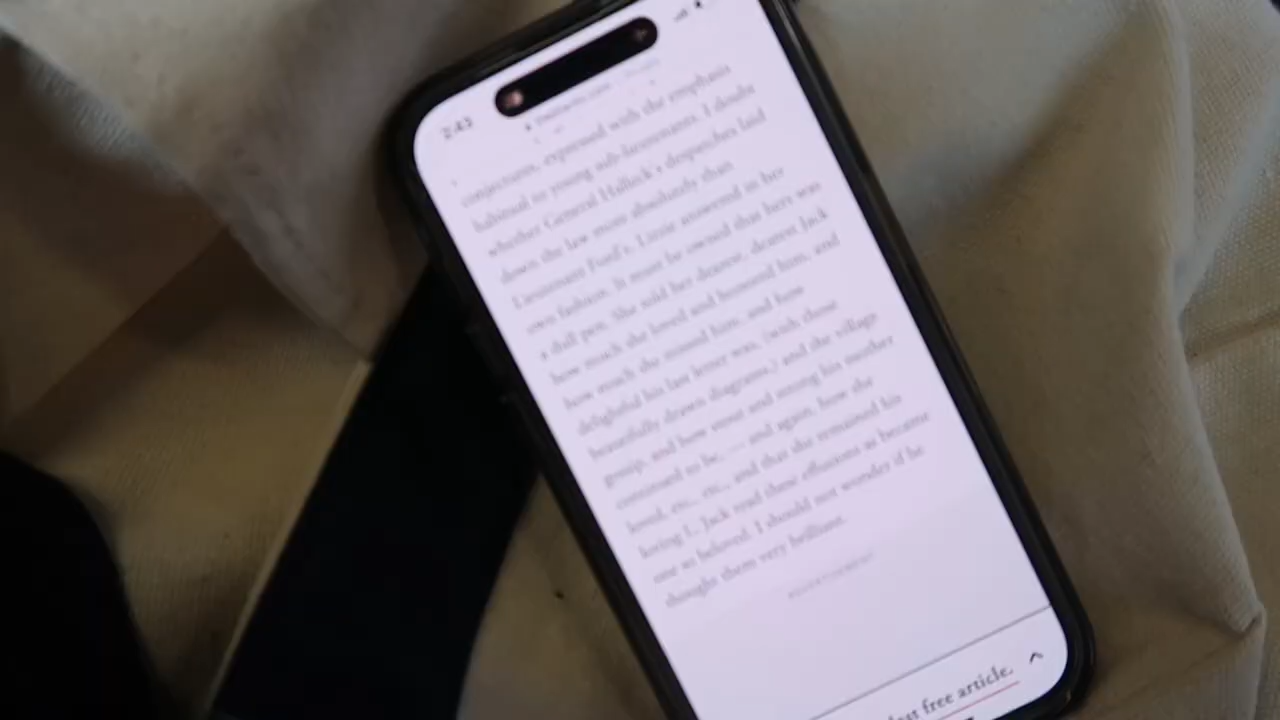 2:43
conjectures, expressed with the emphasis
habitual to young sub-lieutenants. I doubt
whether General Halleck's despatches laid
down the law more absolutely than
Lieutenant Ford's. Lizzie answered in her
own fashion. It must be owned that hers was
a dull pen. She told her dearest, dearest Jack
how much she loved and honored him, and
how much she missed him, and how
delightful his last letter was, (with those
beautifully drawn diagrams,) and the village
gossip, and how stout and strong his mother
continued to be,— and again, how she
loved, etc., etc., and that she remained his
loving L. Jack read these effusions as became
one so beloved. I should not wonder if he
thought them very brilliant.
ADVERTISEMENT
last free article.